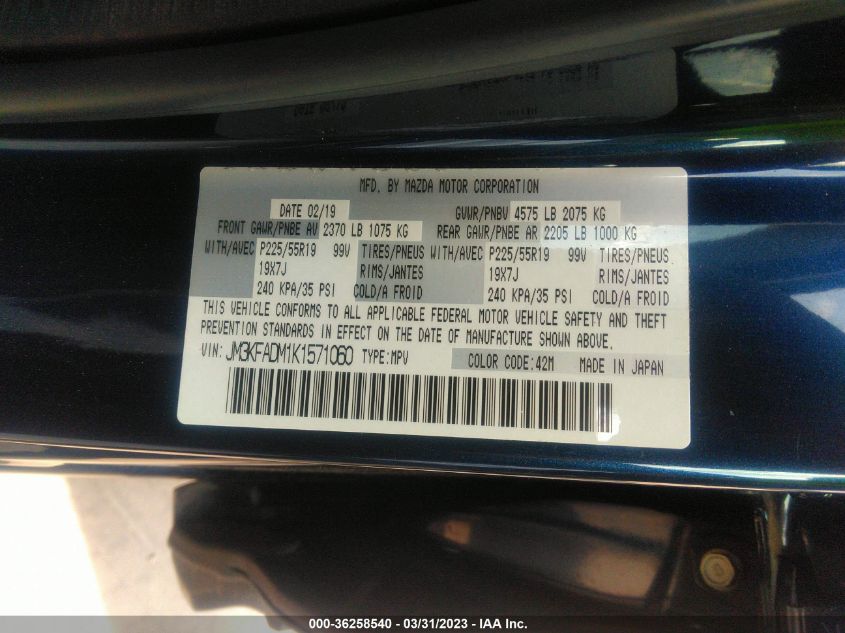 MFD. BY MAZDA MOTOR CORPORATION
DATE 02/19 GVWR/PNBV 4575 LB 2075 KG
FRONT GAWR/PNBE AV 2370 LB 1075 KG REAR GAWR/PNBE AR 2205 LB 1000 KG
WITH/AVEC P225/55R19 99V TIRES/PNEUS WITH/AVEC P225/55R19 99V TIRES/PNEUS
19X7J RIMS/JANTES 19X7J RIMS/JANTES
240 KPA/35 PSI COLD/A FROID 240 KPA/35 PSI COLD/A FROID
THIS VEHICLE CONFORMS TO ALL APPLICABLE FEDERAL MOTOR VEHICLE SAFETY AND THEFT
PREVENTION STANDARDS IN EFFECT ON THE DATE OF MANUFACTURE SHOWN ABOVE.
VIN: JM3KFADM1K1571060 TYPE:MPV COLOR CODE:42M MADE IN JAPAN
000-36258540 - 03/31/2023 - IAA Inc.